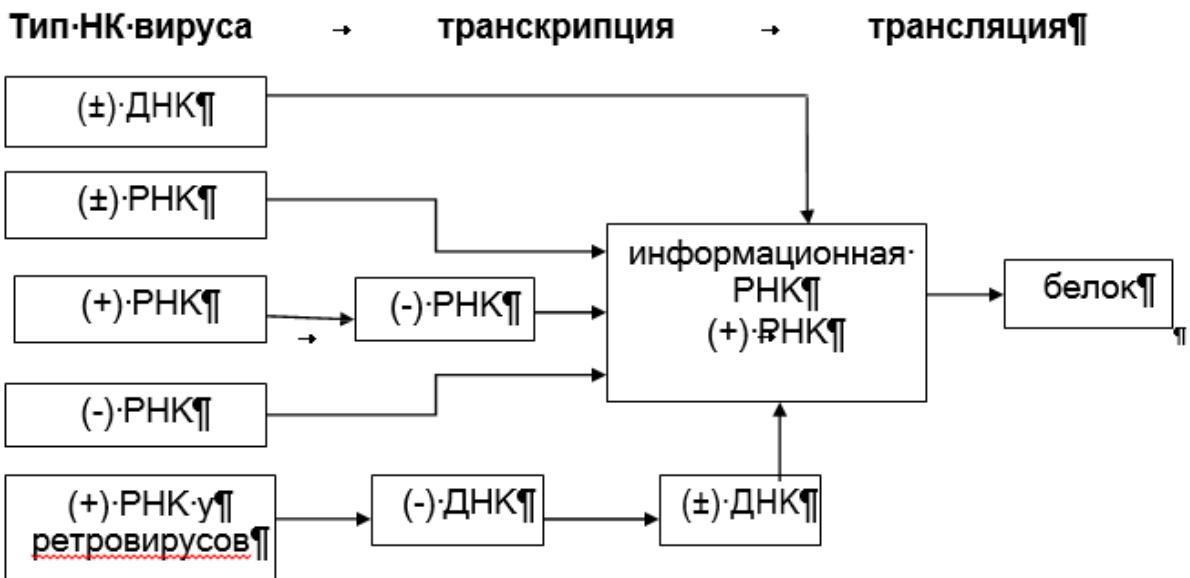 Тип·НК·вируса → транскрипция → трансляция¶
(±)·ДНК¶
(±)·РНК¶
(+)·РНК¶
→
(-)·РНК¶
информационная·
РНК¶
(+)·РНК¶
белок¶
¶
(-)·РНК¶
(+)·РНК·у¶
ретровирусов¶
(-)·ДНК¶
(±)·ДНК¶